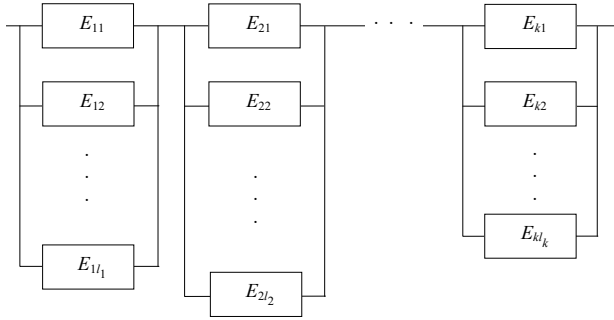 E₁₁ E₂₁ · · · Eₖ₁
E₁₂ E₂₂ Eₖ₂
· · ·
· · ·
· · ·
Eₖₗₖ
E₁ₗ₁
E₂ₗ₂